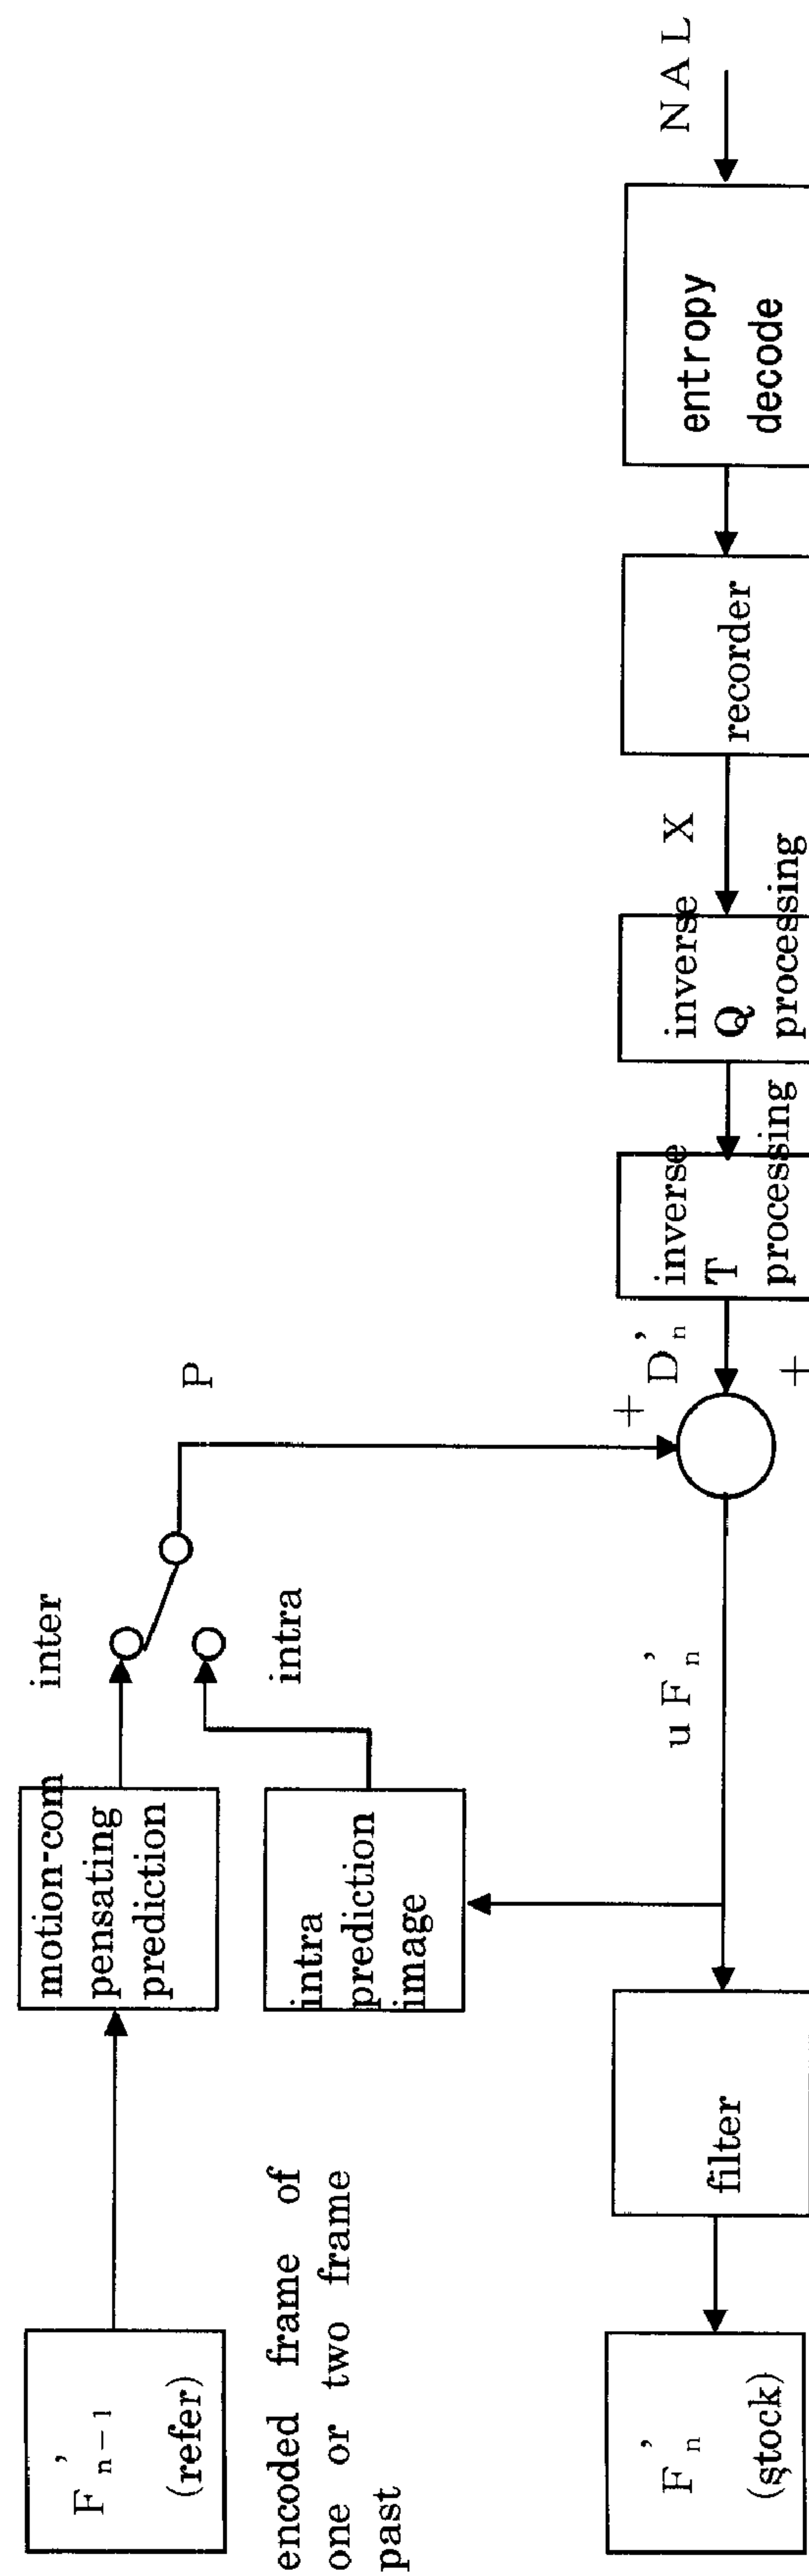 F'n-1
(refer)
encoded frame of
one or two frame
past
motion-com
pensating
prediction
inter
intra
prediction
image
intra
P
F'n
(stock)
filter
uF'n
+
D'n
+
inverse
T
processing
inverse
Q
processing
X
recorder
entropy
decode
NAL